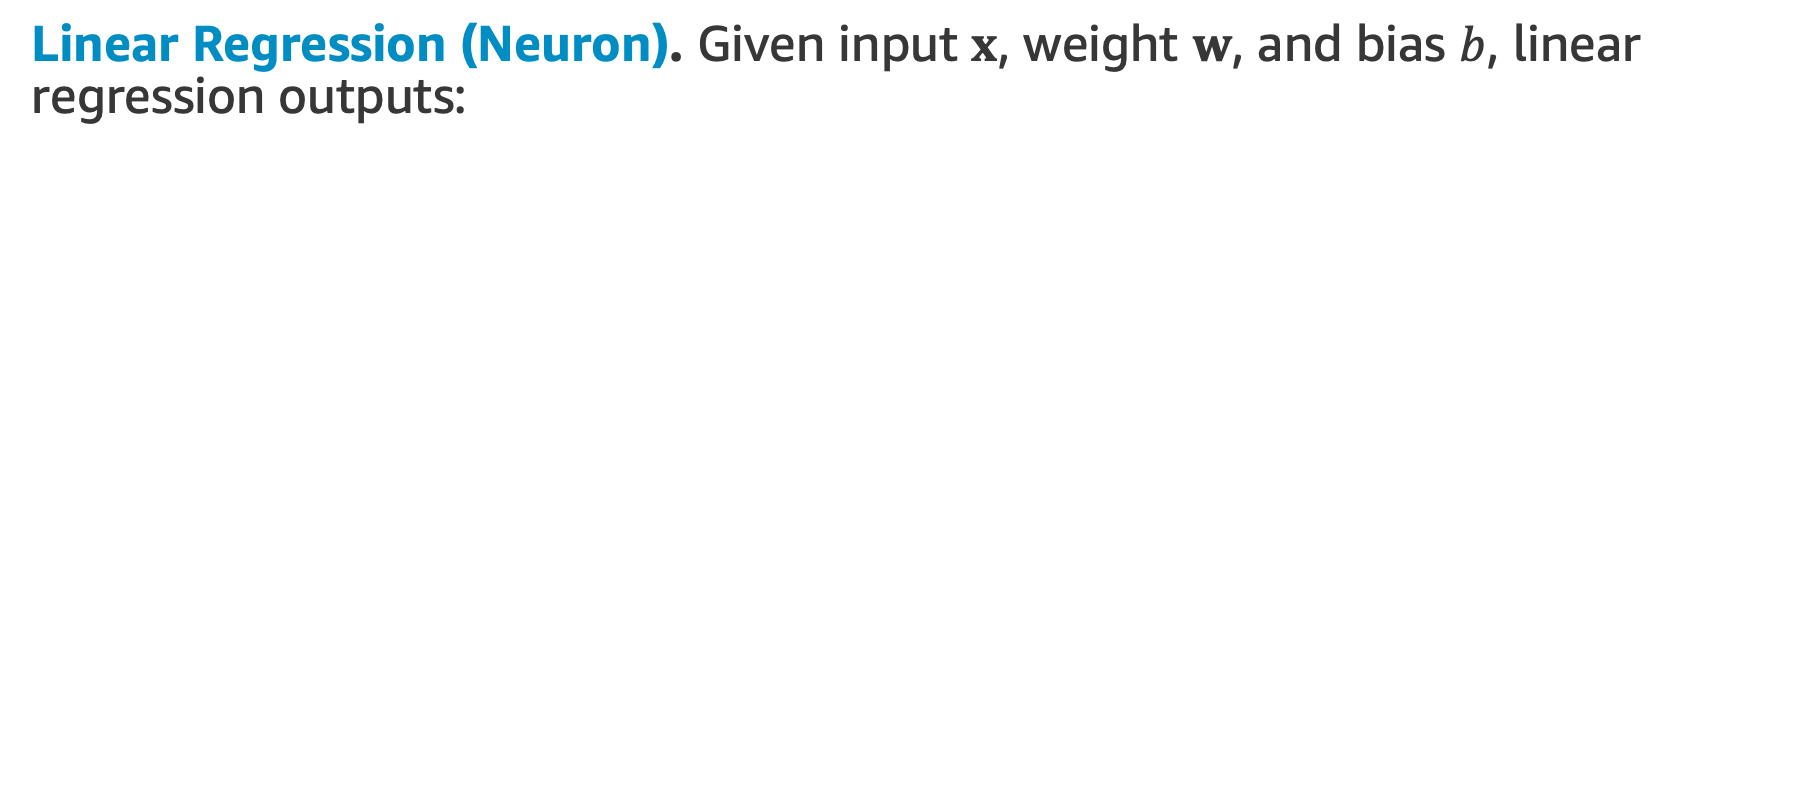 Linear Regression (Neuron). Given input x, weight w, and bias b, linear
regression outputs: